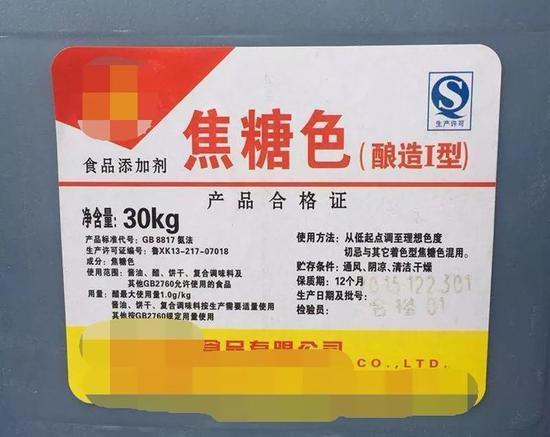 焦糖色(酿造I型)
生产许可
食品添加剂
产品合格证
净含量:30kg
产品标准代号:GB 8817 氨法
生产许可证编号:鲁XK13-217-07018
成分:焦糖色
使用范围:酱油、醋、饼干、复合调味料及
其他GB2760允许使用的食品
用量:醋最大使用量1.0g/kg
酱油、饼干、复合调味料按生产需要适量使用
其他按GB2760规定用量使用
使用方法:从低起点调至理想色度
切忌与其它着色型焦糖色混用。
贮存条件:通风、阴凉、清洁、干燥
保质期:12个月
生产日期及批号:
检验员:
食品有限公司
CO.,LTD.